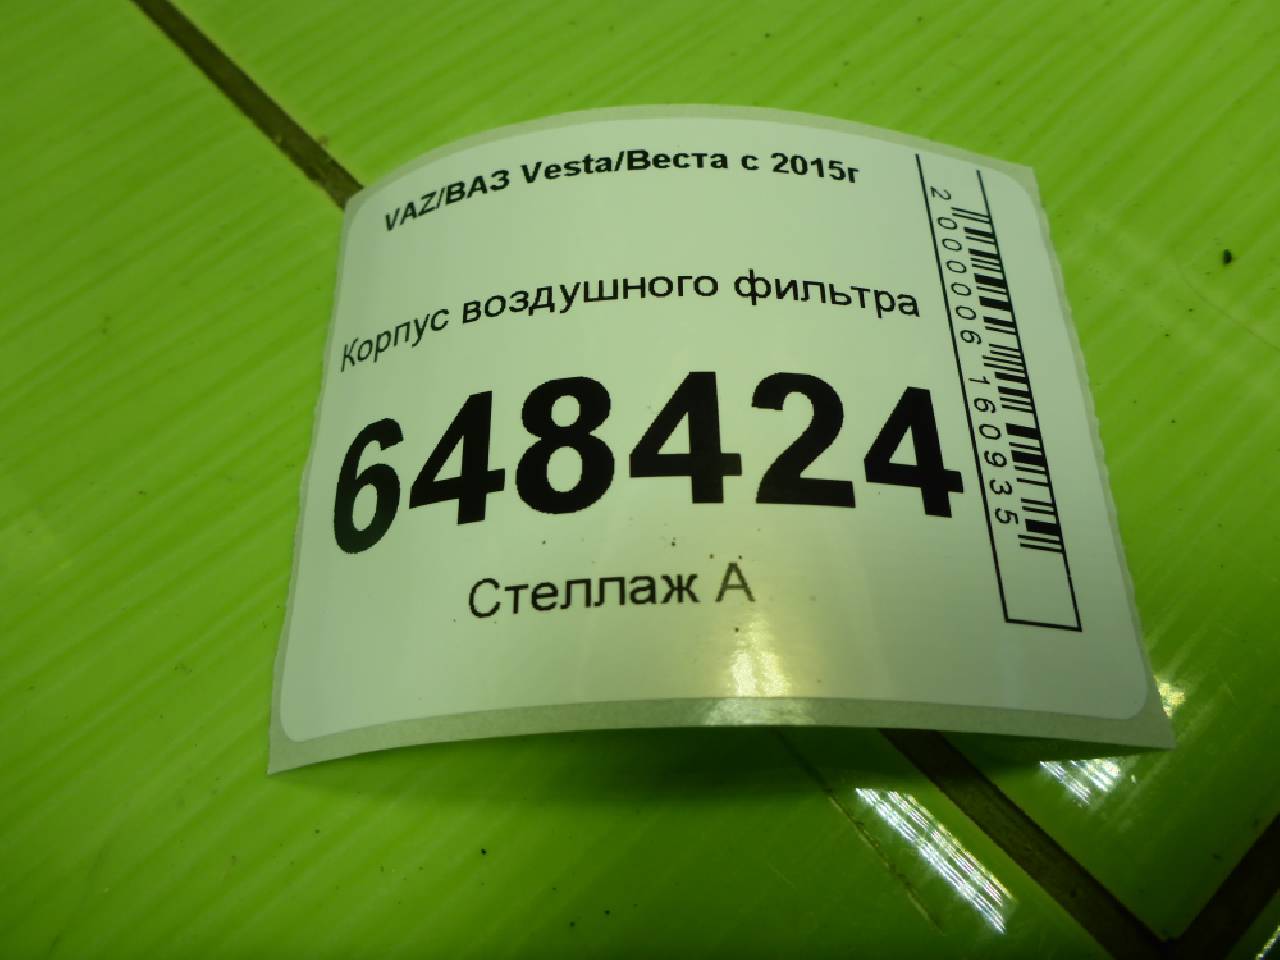 VAZ/ВАЗ Vesta/Веста с 2015г
Корпус воздушного фильтра
648424
Стеллаж А
2000006160935